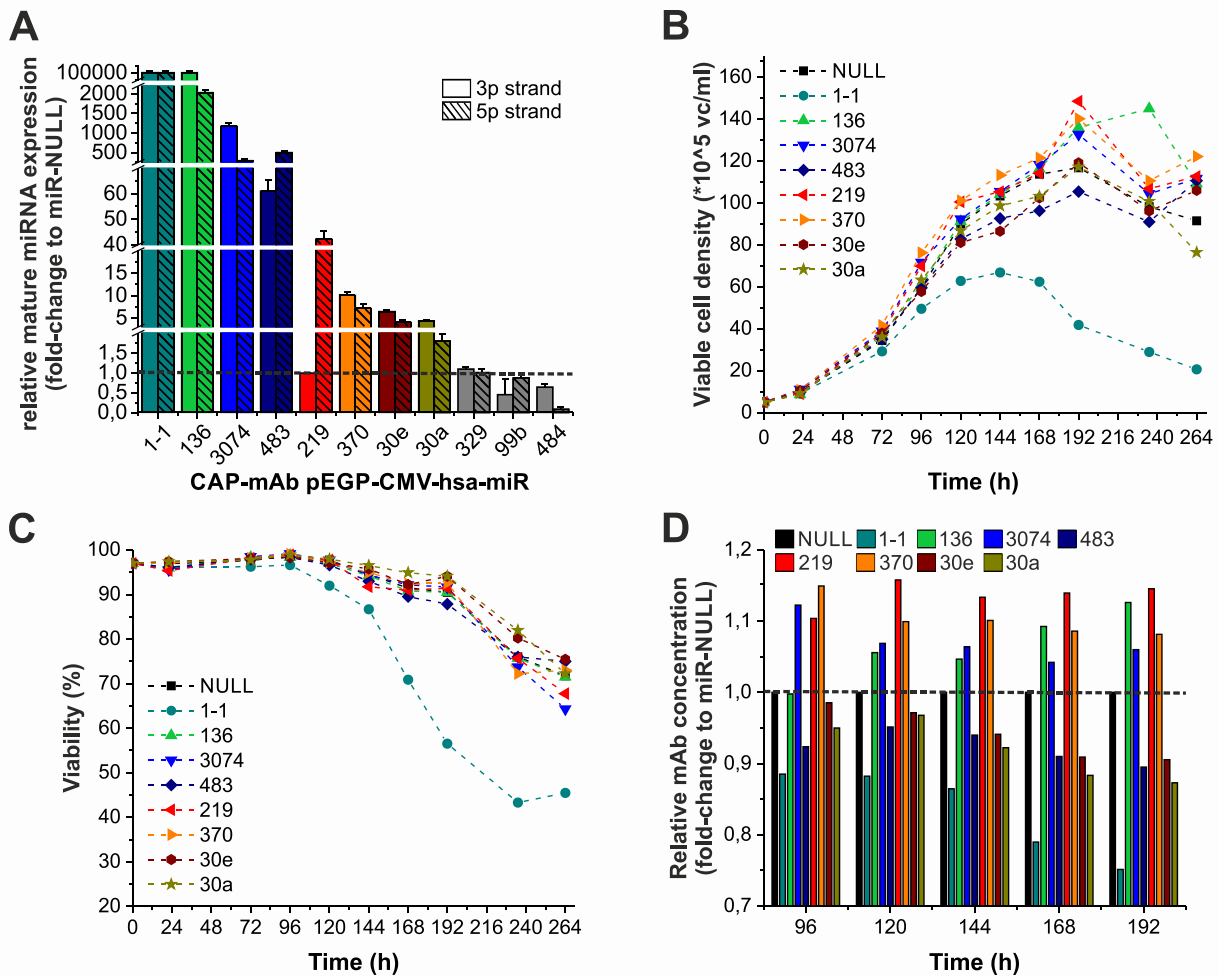 A
relative mature miRNA expression
(fold-change to miR-NULL)
100000
2000
1000
500
60
50
40
15
10
5
1,5
1,0
0,5
0,0
3p strand
5p strand
1-1 136 3074 483 219 370 30e 30a 329 99b 484
CAP-mAb pEGP-CMV-hsa-miR
B
Viable cell density (*10^5 vc/ml)
160
140
120
100
80
60
40
20
0
NULL
1-1
136
3074
483
219
370
30e
30a
0 24 48 72 96 120 144 168 192 216 240 264
Time (h)
C
Viability (%)
100
90
80
70
60
50
40
30
20
NULL
1-1
136
3074
483
219
370
30e
30a
0 24 48 72 96 120 144 168 192 216 240 264
Time (h)
D
Relative mAb concentration
(fold-change to miR-NULL)
NULL 1-1 136 3074 483
219 370 30e 30a
1,2
1,1
1,0
0,9
0,8
0,7
96 120 144 168 192
Time (h)